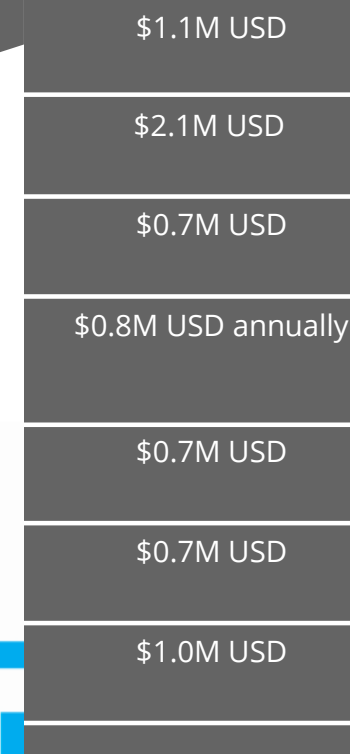 $1.1M USD
$2.1M USD
$0.7M USD
$0.8M USD annually
$0.7M USD
$0.7M USD
$1.0M USD